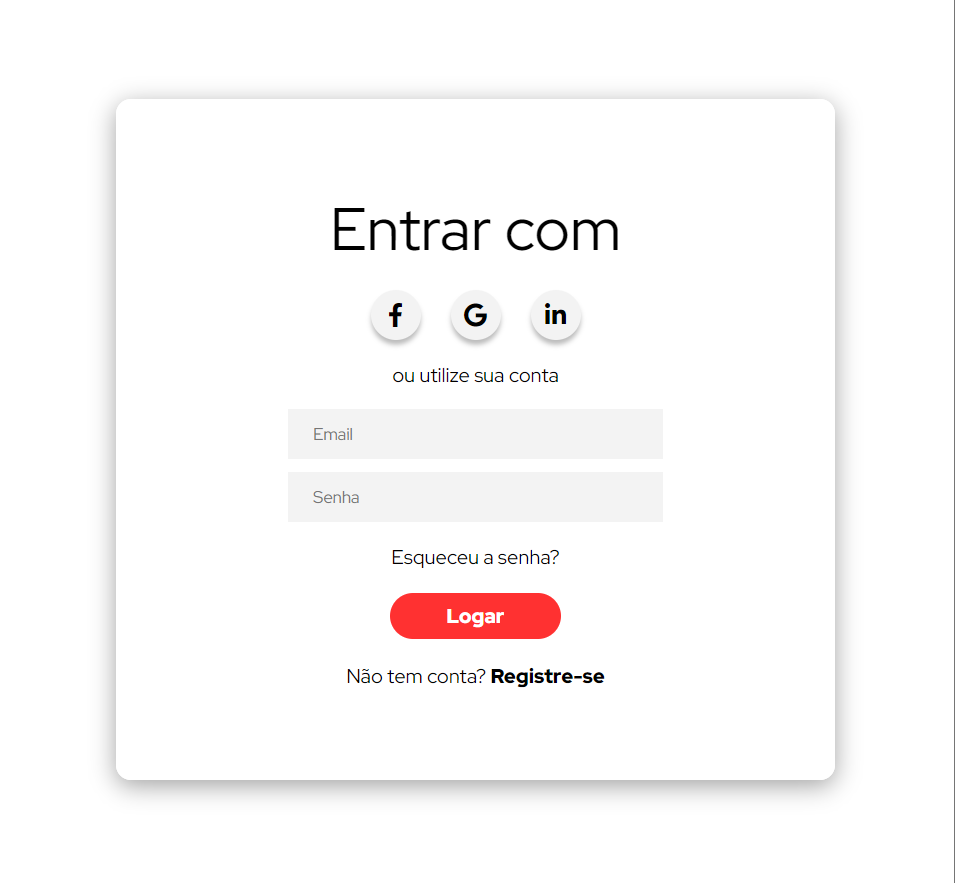 Entrar com
f G in
ou utilize sua conta
Email
Senha
Esqueceu a senha?
Logar
Não tem conta? Registre-se